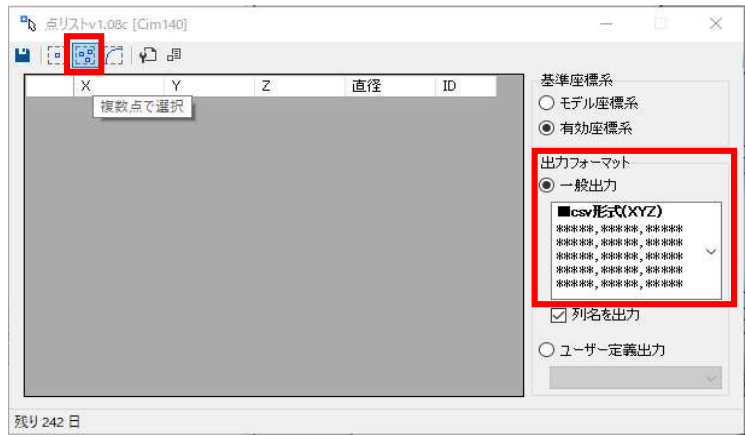 点リストv1.08c [Cim140]
X Y Z 直径 ID
複数点で選択
基準座標系
モデル座標系
有効座標系
出力フォーマット
一般出力
■csv形式(XYZ)
*****,*****,*****
*****,*****,*****
*****,*****,*****
*****,*****,*****
*****,*****,*****
列名を出力
ユーザー定義出力
残り 242 日